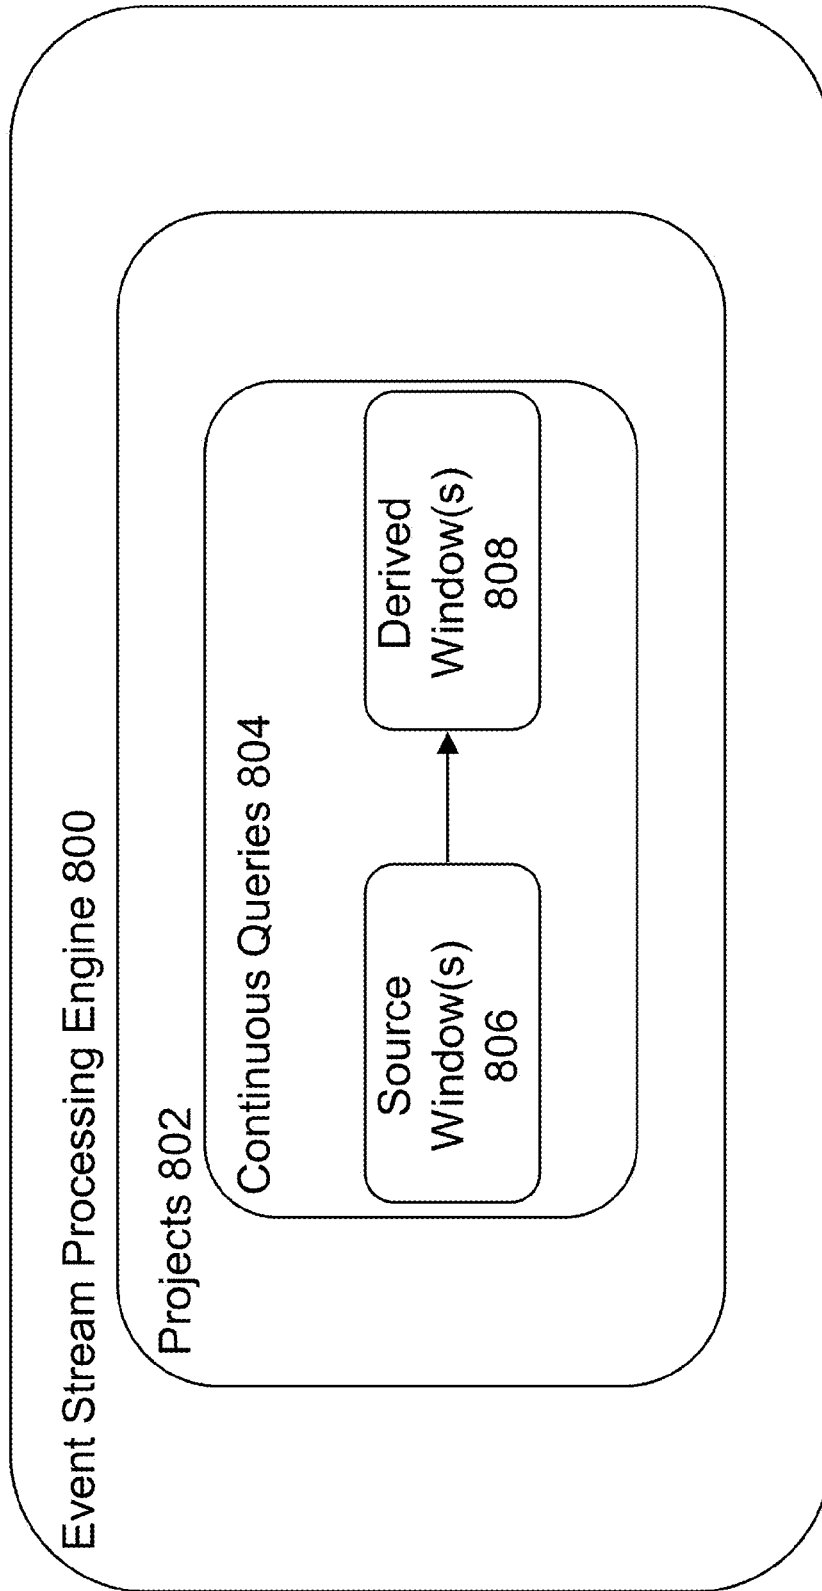 Event Stream Processing Engine 800
Projects 802
Continuous Queries 804
Source
Window(s)
806
Derived
Window(s)
808